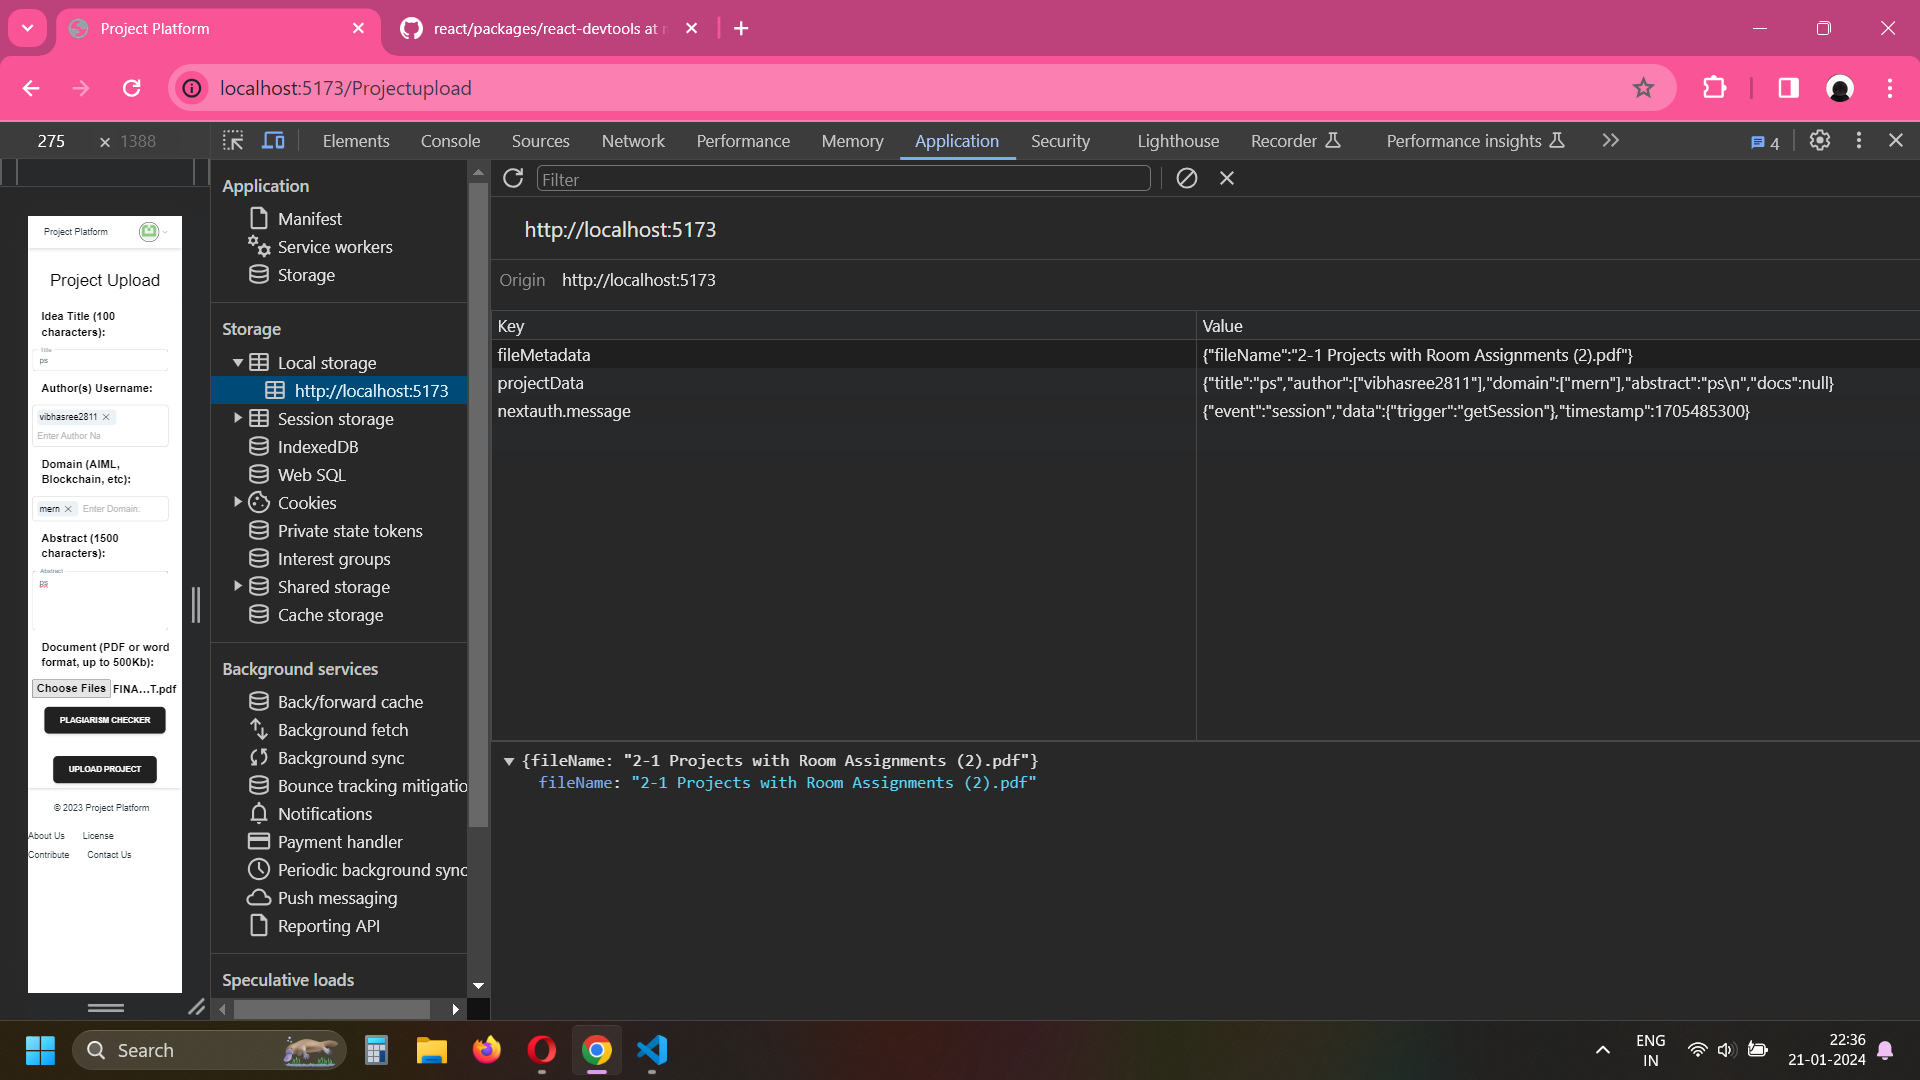 Project Platform
react/packages/react-devtools at
localhost:5173/Projectupload
275 × 1388
Elements Console Sources Network Performance Memory Application Security Lighthouse Recorder Performance insights 4
Project Platform
Project Upload
Idea Title (100
characters):
Title
ps
Author(s) Username:
vibhasree2811
Enter Author Na
Domain (AIML,
Blockchain, etc):
mern Enter Domain:
Abstract (1500
characters):
Abstract
ps
Document (PDF or word
format, up to 500Kb):
Choose Files FINA...T.pdf
PLAGIARISM CHECKER
UPLOAD PROJECT
© 2023 Project Platform
About Us License
Contribute Contact Us
Application
Manifest
Service workers
Storage
Storage
Local storage
http://localhost:5173
Session storage
IndexedDB
Web SQL
Cookies
Private state tokens
Interest groups
Shared storage
Cache storage
Background services
Back/forward cache
Background fetch
Background sync
Bounce tracking mitigatio
Notifications
Payment handler
Periodic background sync
Push messaging
Reporting API
Speculative loads
Filter
http://localhost:5173
Origin http://localhost:5173
Key Value
fileMetadata {"fileName":"2-1 Projects with Room Assignments (2).pdf"}
projectData {"title":"ps","author":["vibhasree2811"],"domain":["mern"],"abstract":"ps\n","docs":null}
nextauth.message {"event":"session","data":{"trigger":"getSession"},"timestamp":1705485300}
{fileName: "2-1 Projects with Room Assignments (2).pdf"}
fileName: "2-1 Projects with Room Assignments (2).pdf"
Search
ENG
IN
22:36
21-01-2024